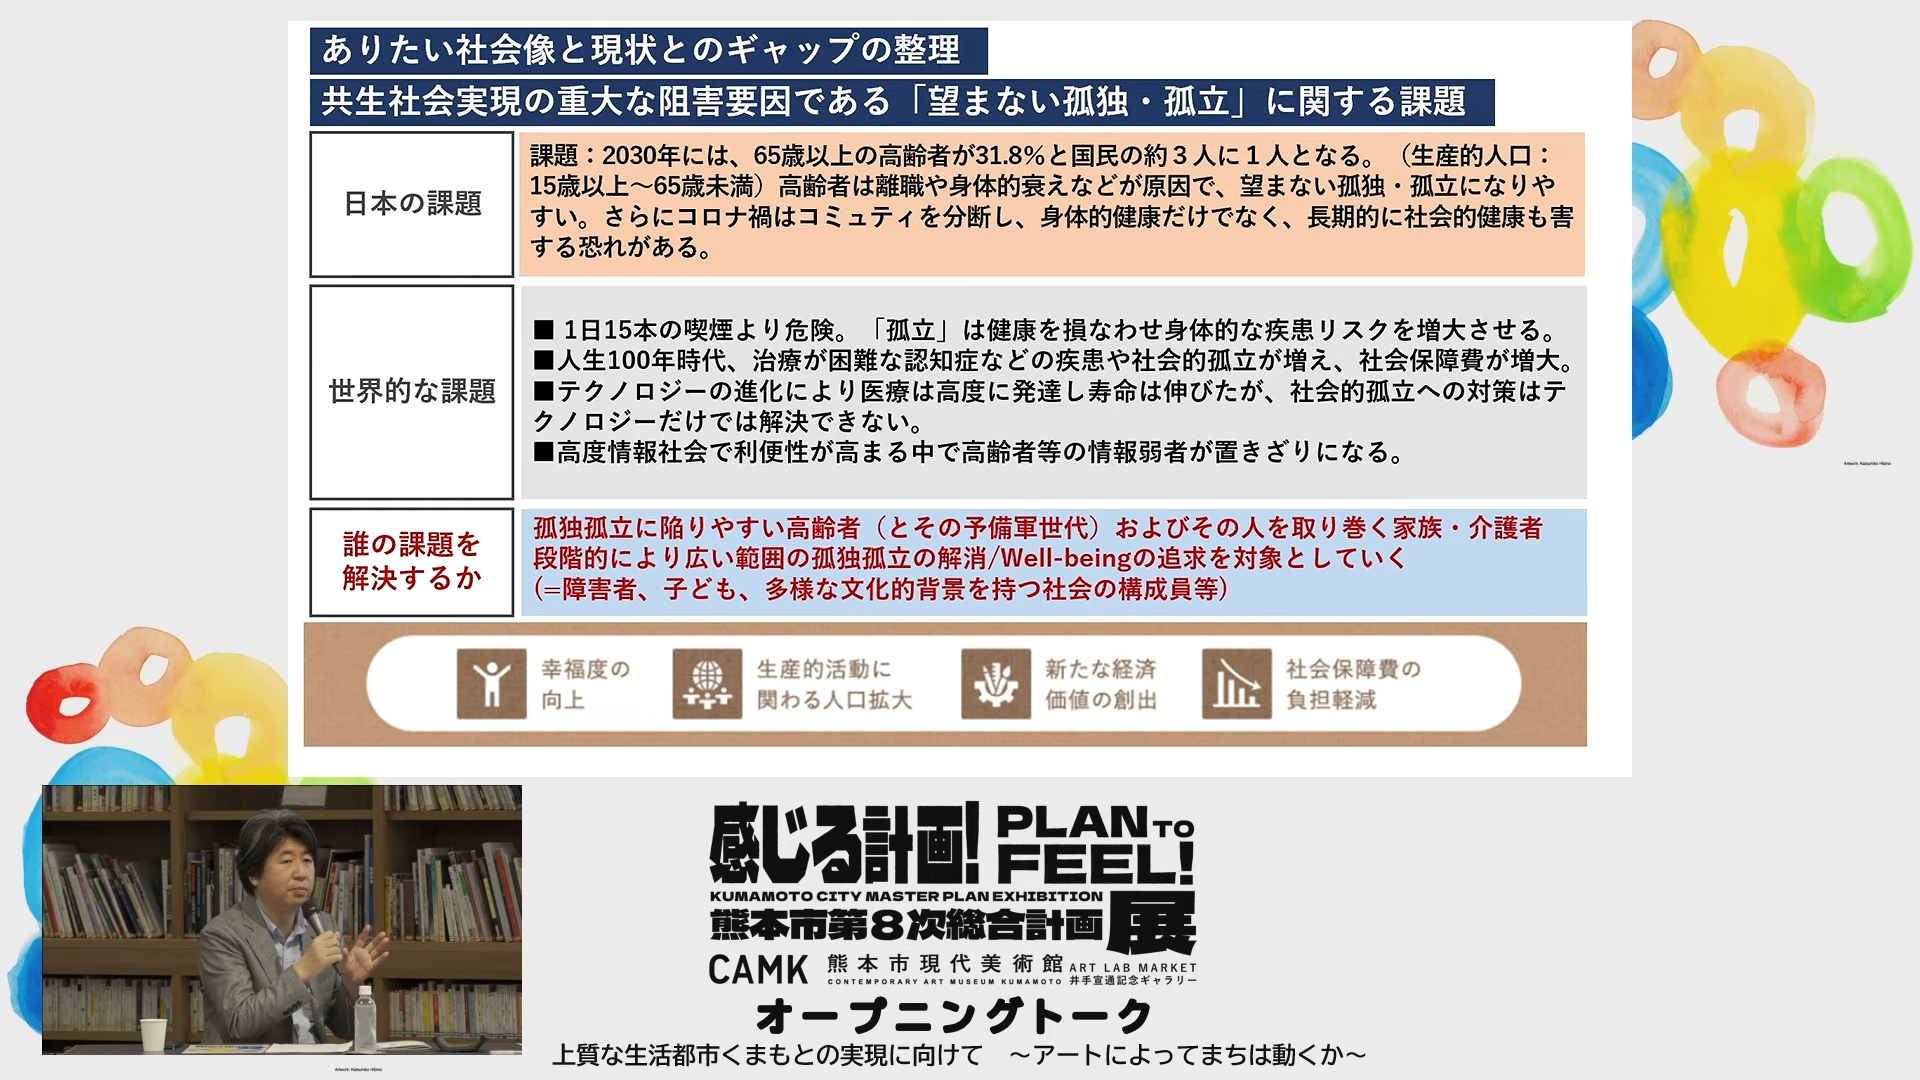 ありたい社会像と現状とのギャップの整理
共生社会実現の重大な阻害要因である「望まない孤独・孤立」に関する課題
日本の課題
課題：2030年には、65歳以上の高齢者が31.8%と国民の約３人に１人となる。（生産的人口：
15歳以上～65歳未満）高齢者は離職や身体的衰えなどが原因で、望まない孤独・孤立になりや
すい。さらにコロナ禍はコミュティを分断し、身体的健康だけでなく、長期的に社会的健康も害
する恐れがある。
世界的な課題
■ 1日15本の喫煙より危険。「孤立」は健康を損なわせ身体的な疾患リスクを増大させる。
■人生100年時代、治療が困難な認知症などの疾患や社会的孤立が増え、社会保障費が増大。
■テクノロジーの進化により医療は高度に発達し寿命は伸びたが、社会的孤立への対策はテ
クノロジーだけでは解決できない。
■高度情報社会で利便性が高まる中で高齢者等の情報弱者が置きざりになる。
誰の課題を
解決するか
孤独孤立に陥りやすい高齢者（とその予備軍世代）およびその人を取り巻く家族・介護者
段階的により広い範囲の孤独孤立の解消/Well-beingの追求を対象としていく
(=障害者、子ども、多様な文化的背景を持つ社会の構成員等)
幸福度の
向上
生産的活動に
関わる人口拡大
新たな経済
価値の創出
社会保障費の
負担軽減
Artwork: Katsuhiko Hibino
感じる計画! PLAN TO
FEEL!
KUMAMOTO CITY MASTER PLAN EXHIBITION
熊本市第8次総合計画展
CAMK 熊本市現代美術館 ART LAB MARKET
CONTEMPORARY ART MUSEUM KUMAMOTO 井手宣通記念ギャラリー
オープニングトーク
上質な生活都市くまもとの実現に向けて　～アートによってまちは動くか～
Artwork: Katsuhiko Hibino